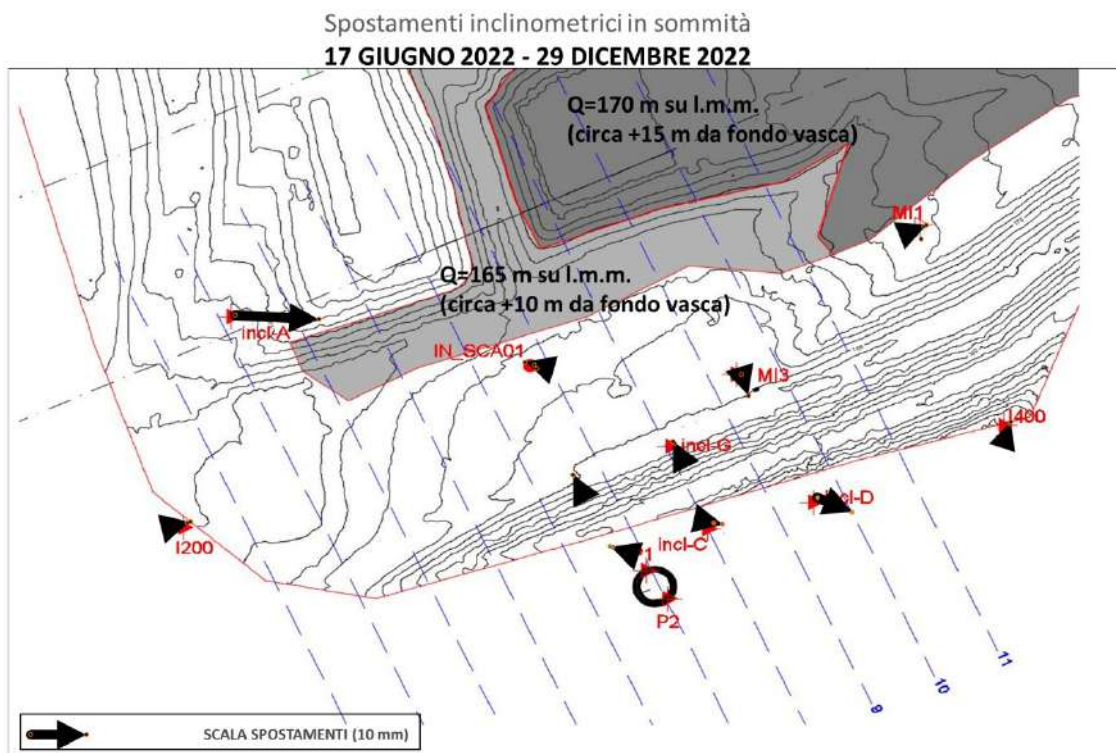 Spostamenti inclinometrici in sommità
17 GIUGNO 2022 - 29 DICEMBRE 2022
Q=170 m su l.m.m.
(circa +15 m da fondo vasca)
MI1
Q=165 m su l.m.m.
(circa +10 m da fondo vasca)
incl-A
IN_SCA01
MI3
I400
incl-G
incl-D
I200
incl-C
P2
11
10
9
SCALA SPOSTAMENTI (10 mm)